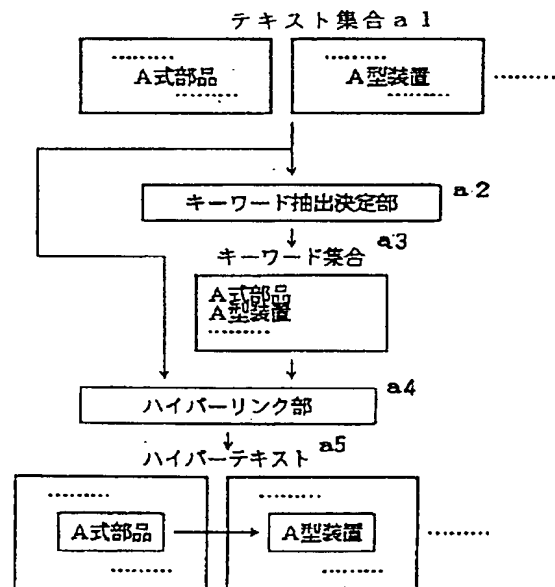 テキスト集合a1
………
A式部品
………
………
A型装置
………
………
キーワード抽出決定部 a2
キーワード集合 a3
A式部品
A型装置
………
ハイパーリンク部 a4
ハイパーテキスト a5
………
A式部品
………
………
A型装置
………
………